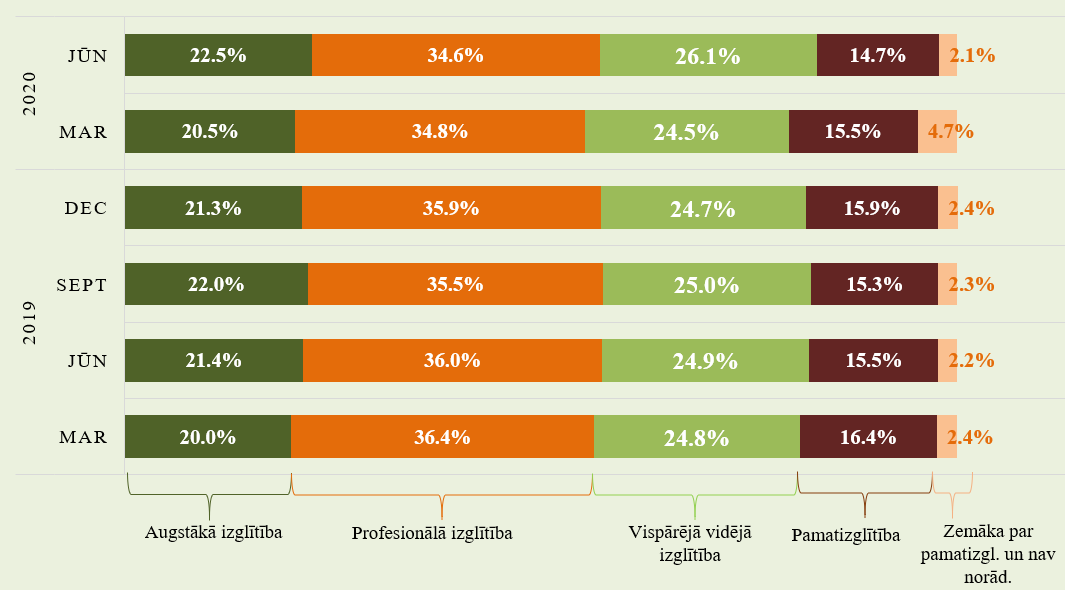 2020
JŪN 22.5% 34.6% 26.1% 14.7% 2.1%
MAR 20.5% 34.8% 24.5% 15.5% 4.7%
2019
DEC 21.3% 35.9% 24.7% 15.9% 2.4%
SEPT 22.0% 35.5% 25.0% 15.3% 2.3%
JŪN 21.4% 36.0% 24.9% 15.5% 2.2%
MAR 20.0% 36.4% 24.8% 16.4% 2.4%
Augstākā izglītība
Profesionālā izglītība
Vispārējā vidējā
izglītība
Pamatizglītība
Zemāka par
pamatizgl. un nav
norād.